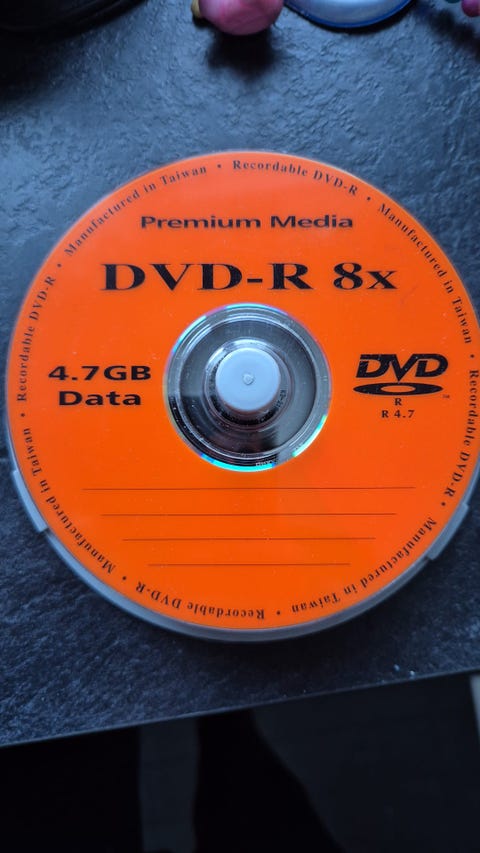 Manufactured in Taiwan • Recordable DVD-R • Manufactured in Taiwan • Recordable DVD-R • Manufactured in Taiwan • Recordable DVD-R • Manufactured in Taiwan • Recordable DVD-R •
Premium Media
DVD-R 8x
4.7GB
Data
DVD
R
R 4.7
TM